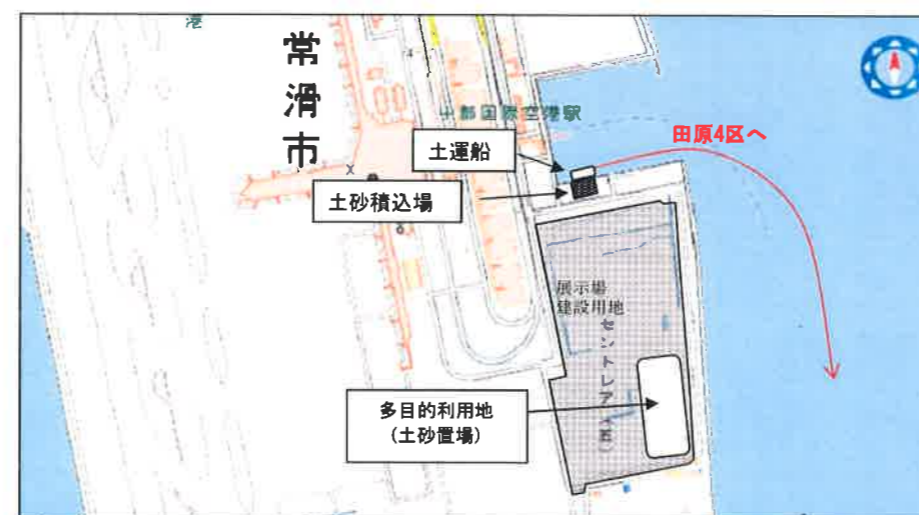 港
常滑市
中部国際空港駅
田原4区へ
土運船
土砂積込場
展示場
建設用地
セントレア(五)
多目的利用地
(土砂置場)